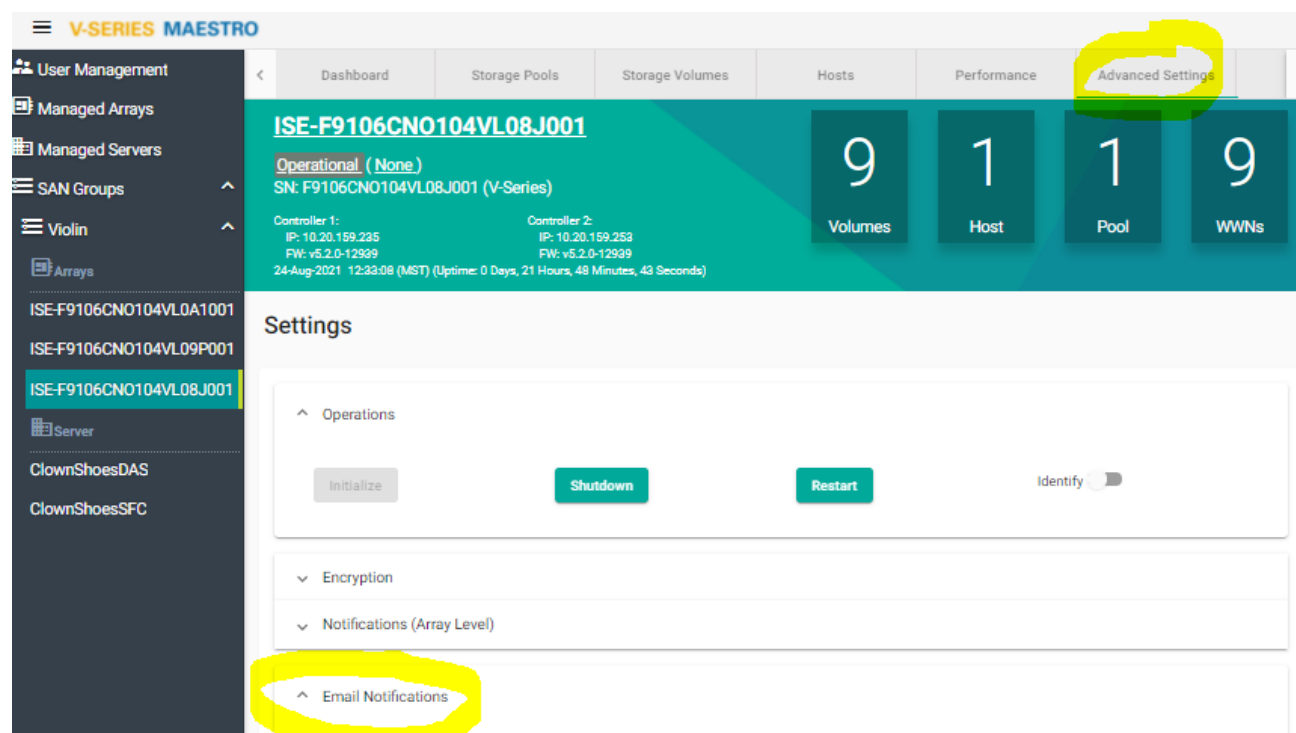 V-SERIES MAESTRO
User Management
Managed Arrays
Managed Servers
SAN Groups
Violin
Arrays
ISE-F9106CNO104VL0A1001
ISE-F9106CNO104VL09P001
ISE-F9106CNO104VL08J001
Server
ClownShoesDAS
ClownShoesSFC
Dashboard
Storage Pools
Storage Volumes
Hosts
Performance
Advanced Settings
ISE-F9106CNO104VL08J001
Operational ( None )
SN: F9106CNO104VL08J001 (V-Series)
Controller 1:
IP: 10.20.159.235
FW: v5.2.0-12939
Controller 2:
IP: 10.20.159.253
FW: v5.2.0-12939
24-Aug-2021 12:33:08 (MST) (Uptime: 0 Days, 21 Hours, 48 Minutes, 43 Seconds)
9
Volumes
1
Host
1
Pool
9
WWNs
Settings
Operations
Initialize
Shutdown
Restart
Identify
Encryption
Notifications (Array Level)
Email Notifications